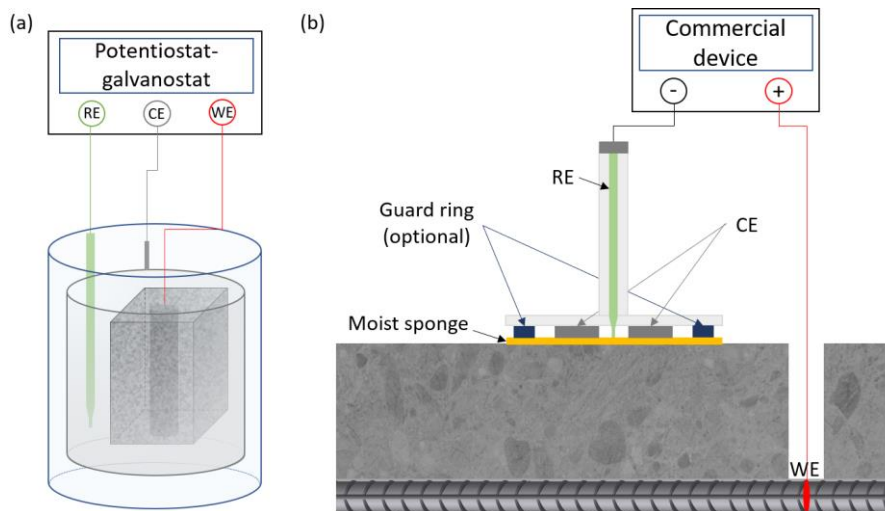 (a)
Potentiostat-
galvanostat
RE
CE
WE
(b)
Commercial
device
-
+
RE
Guard ring
(optional)
CE
Moist sponge
WE